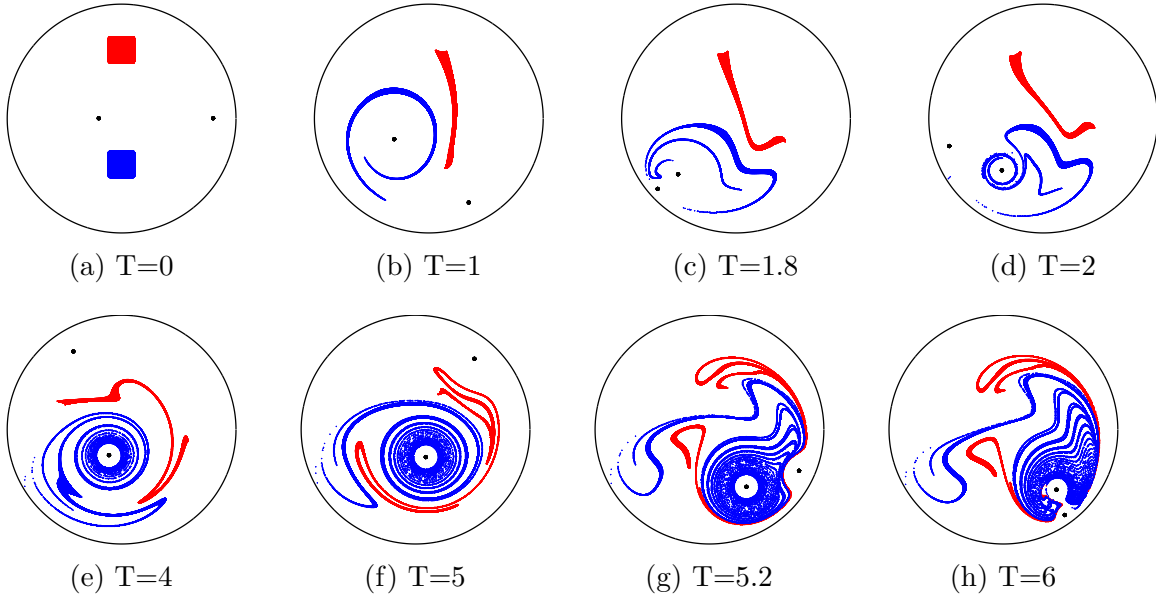 (a) T=0
(b) T=1
(c) T=1.8
(d) T=2
(e) T=4
(f) T=5
(g) T=5.2
(h) T=6